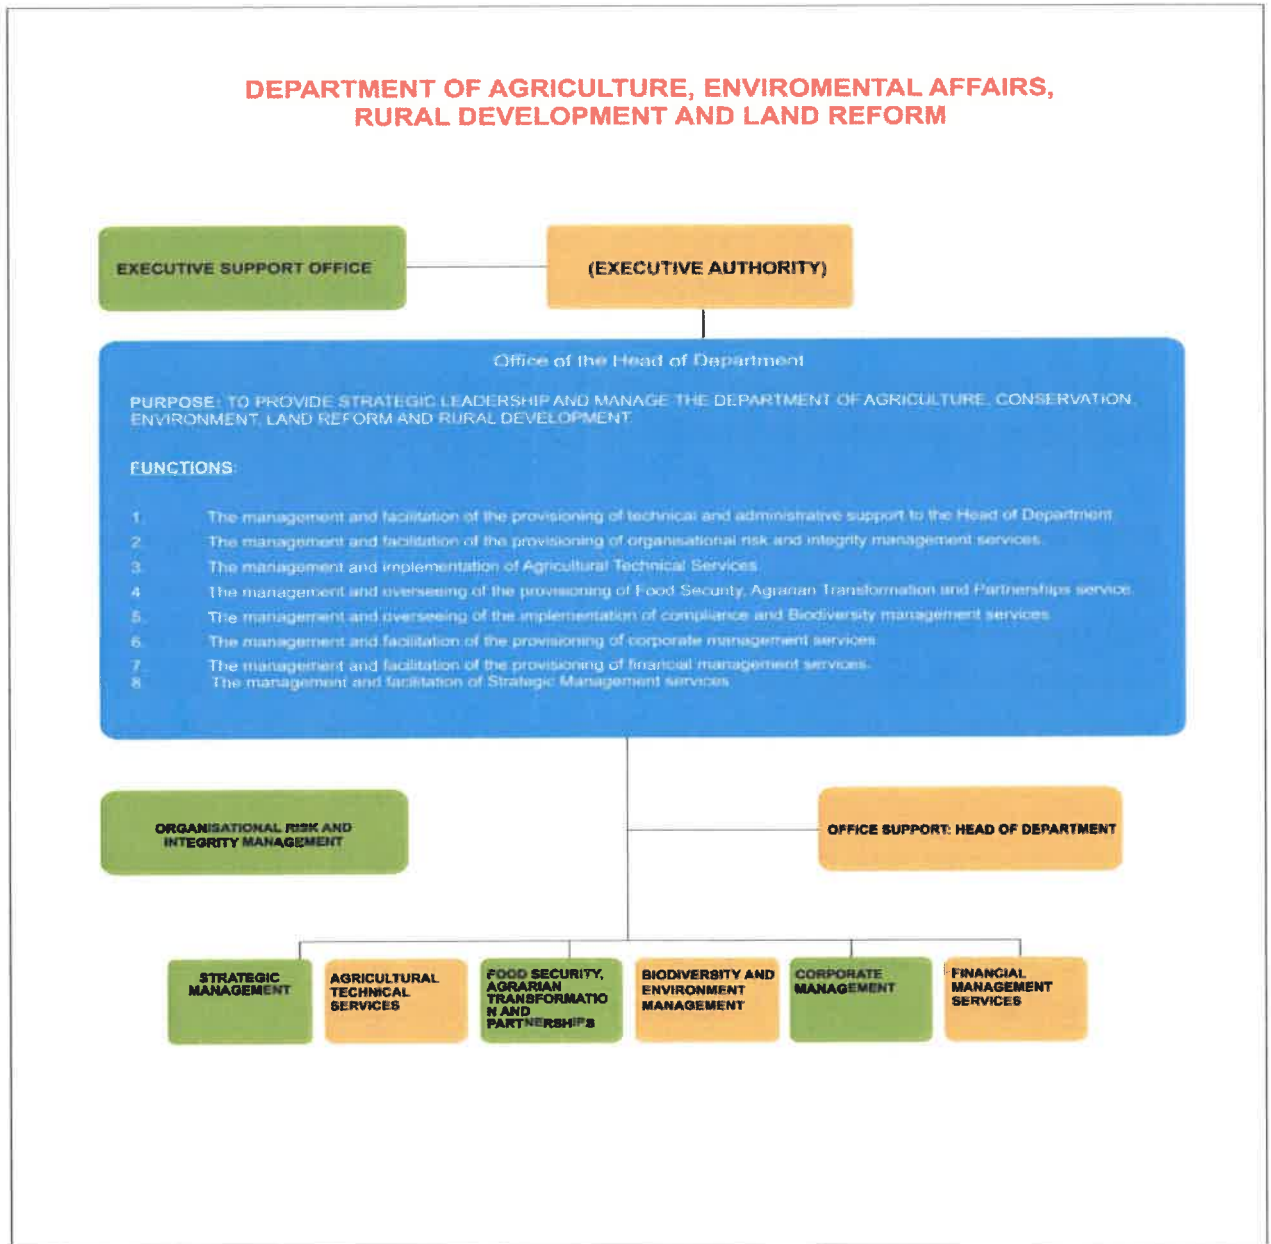 DEPARTMENT OF AGRICULTURE, ENVIROMENTAL AFFAIRS,
RURAL DEVELOPMENT AND LAND REFORM
EXECUTIVE SUPPORT OFFICE
(EXECUTIVE AUTHORITY)
Office of the Head of Department
PURPOSE: TO PROVIDE STRATEGIC LEADERSHIP AND MANAGE THE DEPARTMENT OF AGRICULTURE, CONSERVATION,
ENVIRONMENT, LAND REFORM AND RURAL DEVELOPMENT
FUNCTIONS:
1. The management and facilitation of the provisioning of technical and administrative support to the Head of Department
2. The management and facilitation of the provisioning of organisational risk and integrity management services.
3. The management and implementation of Agricultural Technical Services
4 The management and overseeing of the provisioning of Food Security, Agrarian Transformation and Partnerships service.
5. The management and overseeing of the implementation of compliance and Biodiversity management services.
6. The management and facilitation of the provisioning of corporate management services
7. The management and facilitation of the provisioning of financial management services.
8. The management and facilitation of Strategic Management services
ORGANISATIONAL RISK AND
INTEGRITY MANAGEMENT
OFFICE SUPPORT: HEAD OF DEPARTMENT
STRATEGIC
MANAGEMENT
AGRICULTURAL
TECHNICAL
SERVICES
FOOD SECURITY,
AGRARIAN
TRANSFORMATIO
N AND
PARTNERSHIPS
BIODIVERSITY AND
ENVIRONMENT
MANAGEMENT
CORPORATE
MANAGEMENT
FINANCIAL
MANAGEMENT
SERVICES